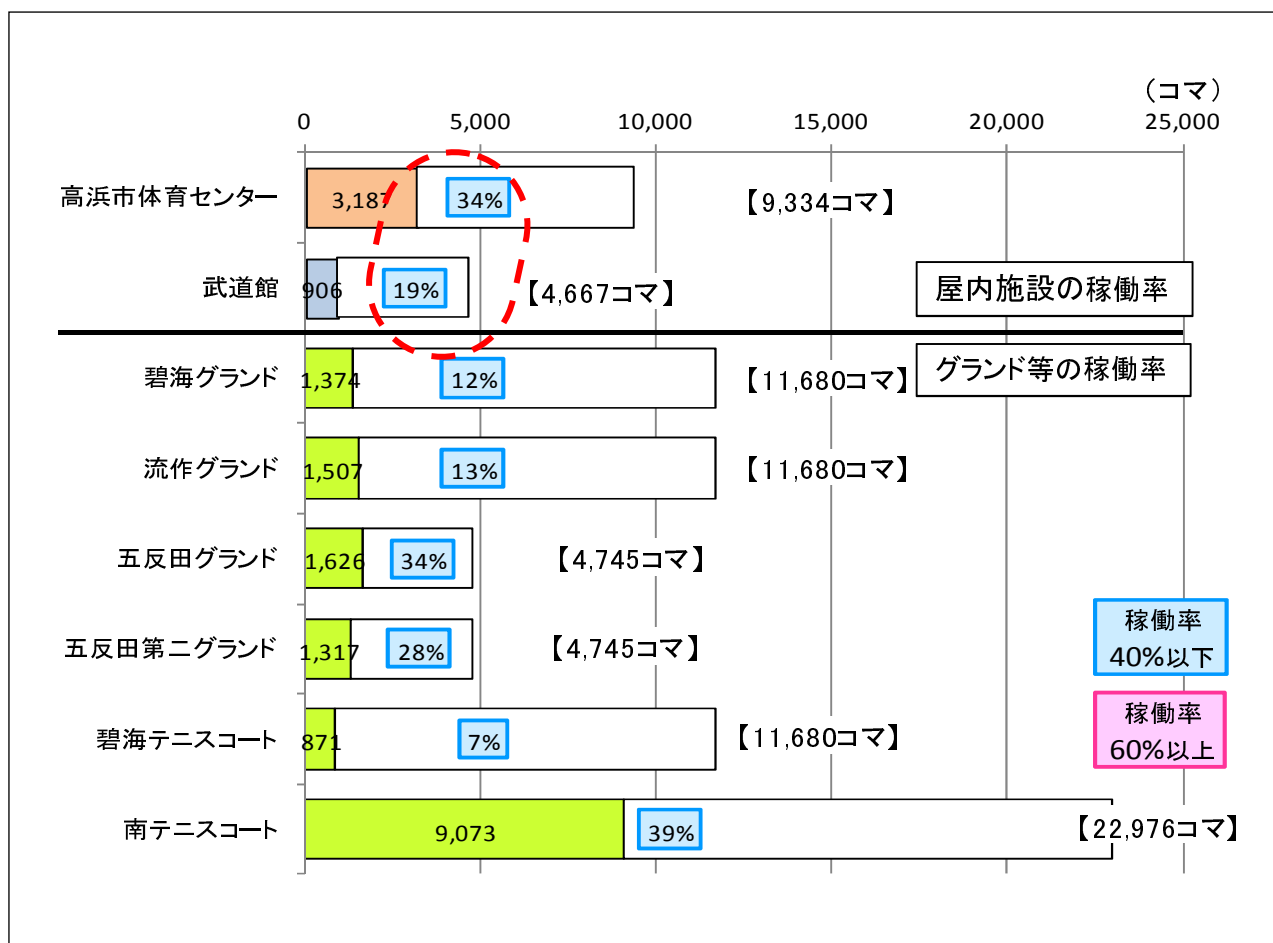 (コマ)
0 5,000 10,000 15,000 20,000 25,000
高浜市体育センター 3,187 34% 【9,334コマ】
武道館 906 19% 【4,667コマ】
屋内施設の稼働率
グランド等の稼働率
碧海グランド 1,374 12% 【11,680コマ】
流作グランド 1,507 13% 【11,680コマ】
五反田グランド 1,626 34% 【4,745コマ】
五反田第二グランド 1,317 28% 【4,745コマ】
碧海テニスコート 871 7% 【11,680コマ】
南テニスコート 9,073 39% 【22,976コマ】
稼働率
40%以下
稼働率
60%以上